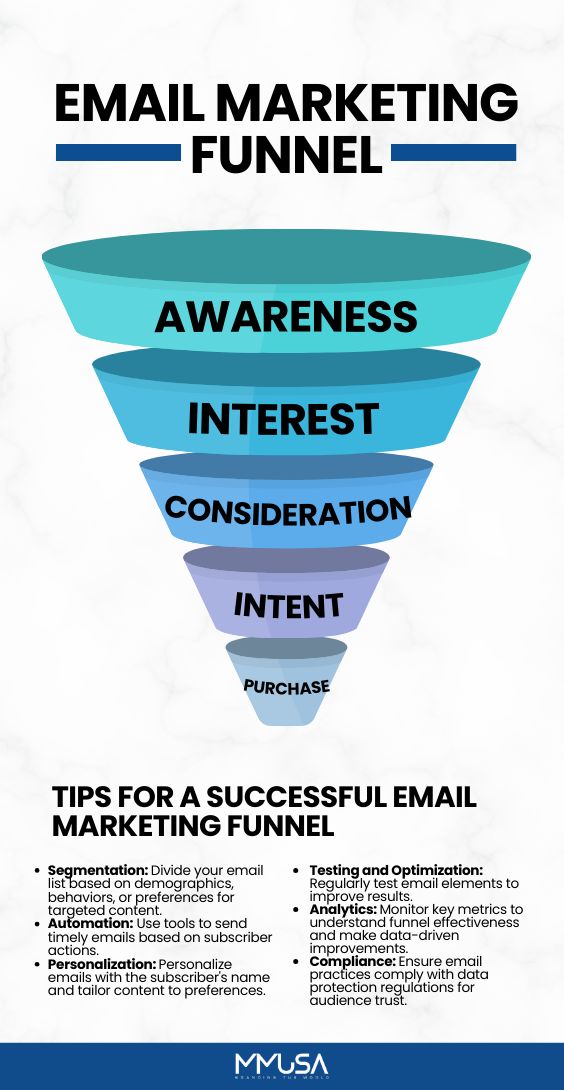 EMAIL MARKETING
FUNNEL
AWARENESS
INTEREST
CONSIDERATION
INTENT
PURCHASE
TIPS FOR A SUCCESSFUL EMAIL
MARKETING FUNNEL
• Segmentation: Divide your email
list based on demographics,
behaviors, or preferences for
targeted content.
• Automation: Use tools to send
timely emails based on subscriber
actions.
• Personalization: Personalize
emails with the subscriber's name
and tailor content to preferences.
• Testing and Optimization:
Regularly test email elements to
improve results.
• Analytics: Monitor key metrics to
understand funnel effectiveness
and make data-driven
improvements.
• Compliance: Ensure email
practices comply with data
protection regulations for
audience trust.
MMUSA
BRANDING THE WORLD